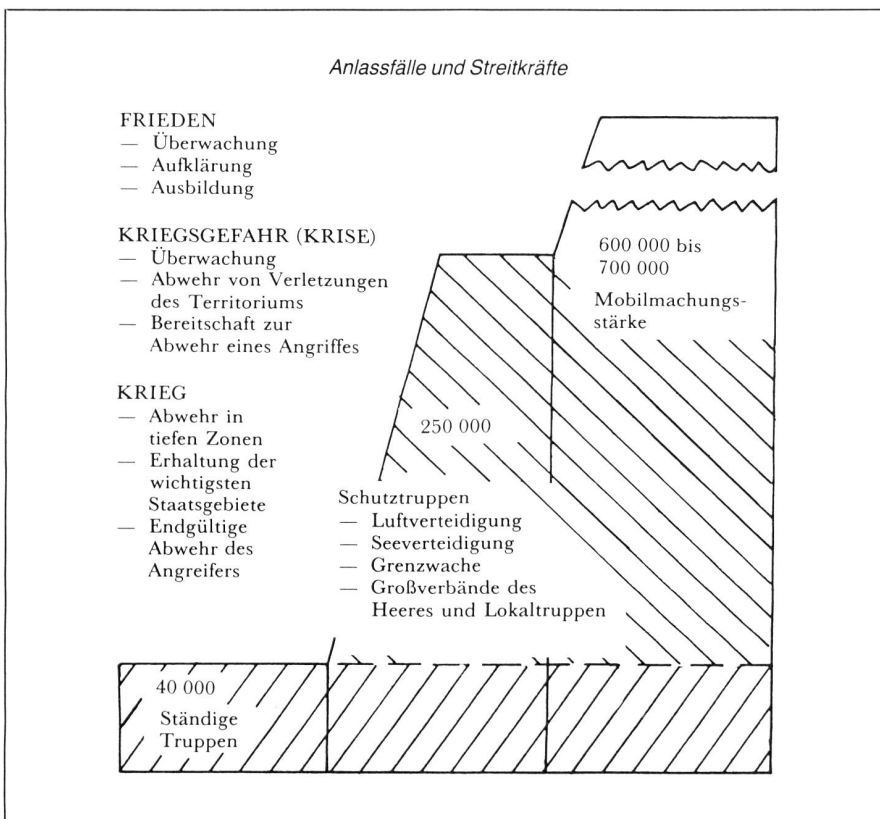 Anlassfälle und Streitkräfte
FRIEDEN
— Überwachung
— Aufklärung
— Ausbildung
KRIEGSGEFAHR (KRISE)
— Überwachung
— Abwehr von Verletzungen
des Territoriums
— Bereitschaft zur
Abwehr eines Angriffes
KRIEG
— Abwehr in
tiefen Zonen
— Erhaltung der
wichtigsten
Staatsgebiete
— Endgültige
Abwehr des
Angreifers
600 000 bis
700 000
Mobilmachungs-
stärke
250 000
Schutztruppen
— Luftverteidigung
— Seeverteidigung
— Grenzwache
— Großverbände des
Heeres und Lokaltruppen
40 000
Ständige
Truppen